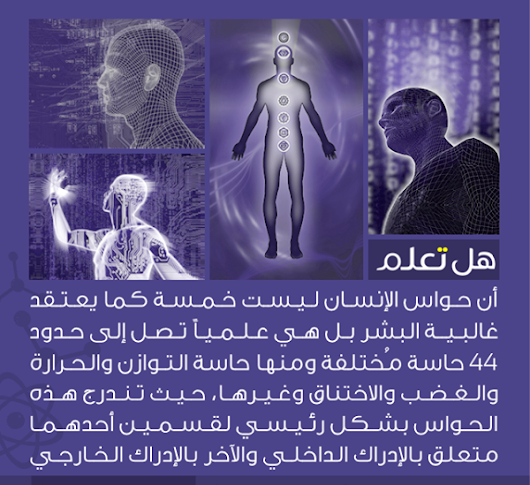 هل تعلم
أن حواس الإنسان ليست خمسة كما يعتقد
غالبية البشر بل هي علمياً تصل إلى حدود
44 حاسة مُختلفة ومنها حاسة التوازن والحرارة
والغضب والاختناق وغيرها، حيث تندرج هذه
الحواس بشكل رئيسي لقسمين أحدهما
متعلق بالإدراك الداخلي والآخر بالإدراك الخارجي